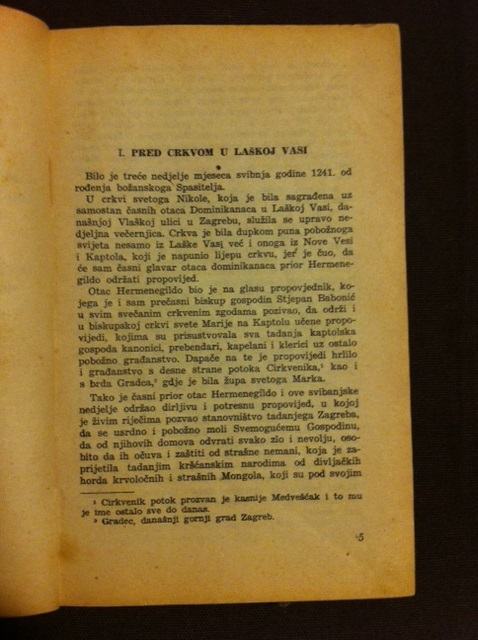 I. PRED CRKVOM U LAŠKOJ VASI
Bilo je treće nedjelje mjeseca svibnja godine 1241. od
rođenja božanskoga Spasitelja.
U crkvi svetoga Nikole, koja je bila sagrađena uz
samostan časnih otaca Dominikanaca u Laškoj Vasi, da-
našnjoj Vlaškoj ulici u Zagrebu, služila se upravo ne-
djeljna večernjica. Crkva je bila dupkom puna pobožnoga
svijeta nesamo iz Laške Vasi već i onoga iz Nove Vesi
i Kaptola, koji je napunio lijepu crkvu, jer je čuo, da
će sam časni glavar otaca dominikanaca prior Hermene-
gildo održati propovijed.
Otac Hermenegildo bio je na glasu propovjednik, ko-
jega je i sam prečasni biskup gospodin Stjepan Babonić
u svim svečanim crkvenim zgodama pozivao, da održi i
u biskupskoj crkvi svete Marije na Kaptolu učene propo-
vijedi, kojima su prisustvovala sva tadanja kaptolska
gospoda kanonici, prebendari, kapelani i klerici uz ostalo
pobožno građanstvo. Dapače na te je propovijedi hrlilo
i građanstvo s desne strane potoka Cirkvenika,¹ kao i
s brda Gradca,² gdje je bila župa svetoga Marka.
Tako je časni prior otac Hermenegildo i ove svibanjske
nedjelje održao dirljivu i potresnu propovijed, u kojoj
je živim riječima pozvao stanovništvo tadanjega Zagreba,
da se usrdno i pobožno moli Svemogućemu Gospodinu,
da od njihovih domova odvrati svako zlo i nevolju, oso-
bito da ih očuva i zaštiti od strašne nemani, koja je za-
prijetila tadanjim kršćanskim narodima od divljačkih
horda krvoločnih i strašnih Mongola, koji su pod svojim
¹ Cirkvenik potok prozvan je kasnije Medveščak i to mu
je ime ostalo sve do danas.
² Gradec, današnji gornji grad Zagreb.
5